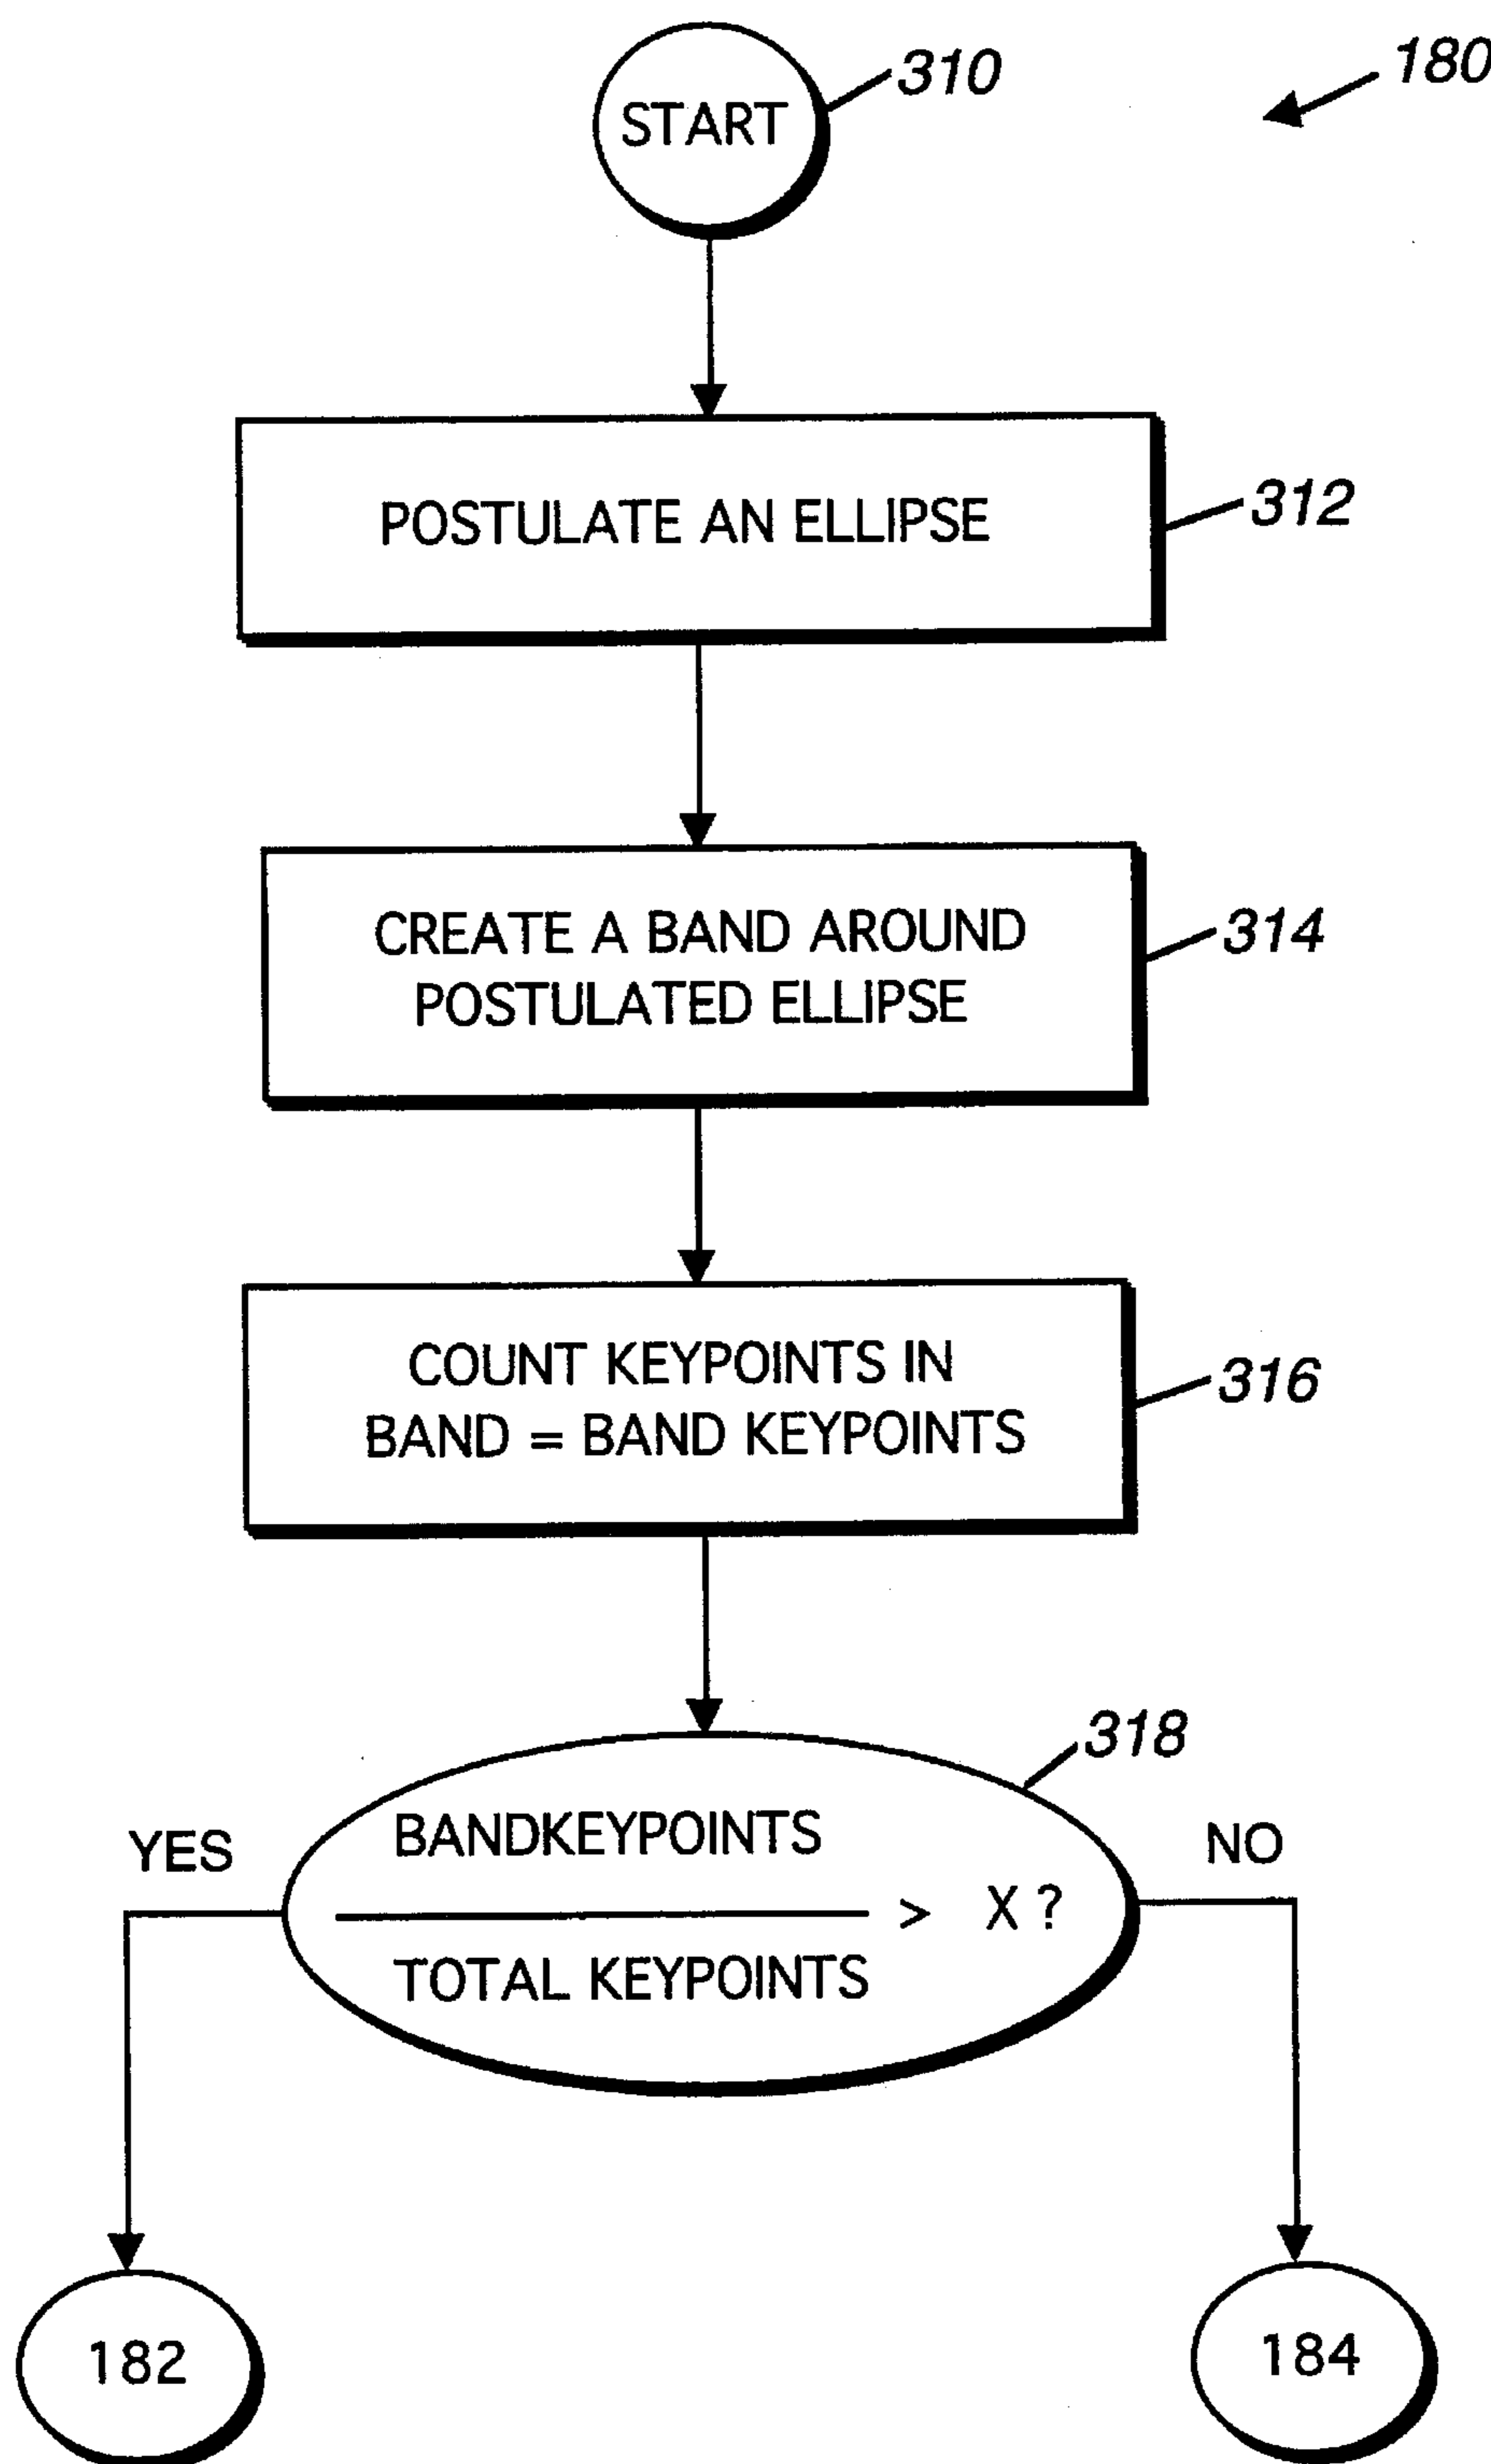 310
180
START
POSTULATE AN ELLIPSE
312
CREATE A BAND AROUND
POSTULATED ELLIPSE
314
COUNT KEYPOINTS IN
BAND = BAND KEYPOINTS
316
318
YES
BANDKEYPOINTS
NO
> X ?
TOTAL KEYPOINTS
182
184